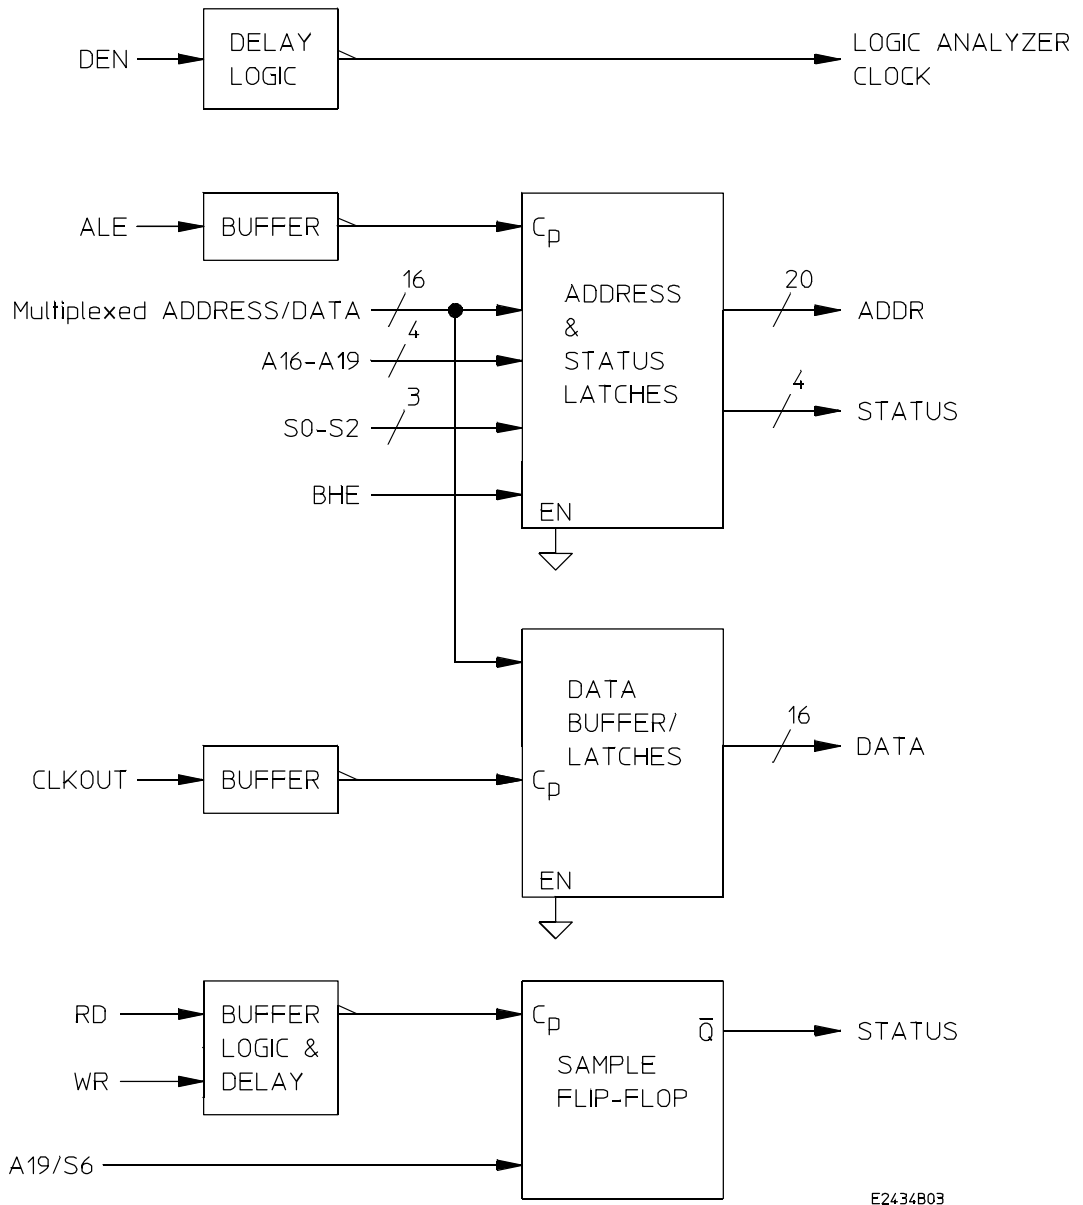 DEN
DELAY
LOGIC
LOGIC ANALYZER
CLOCK
ALE
BUFFER
Cp
16
Multiplexed ADDRESS/DATA
4
A16-A19
3
S0-S2
BHE
ADDRESS
&
STATUS
LATCHES
EN
20
ADDR
4
STATUS
DATA
BUFFER/
LATCHES
16
DATA
CLKOUT
BUFFER
Cp
EN
RD
WR
BUFFER
LOGIC &
DELAY
Cp
Q̅
SAMPLE
FLIP-FLOP
STATUS
A19/S6
E2434B03